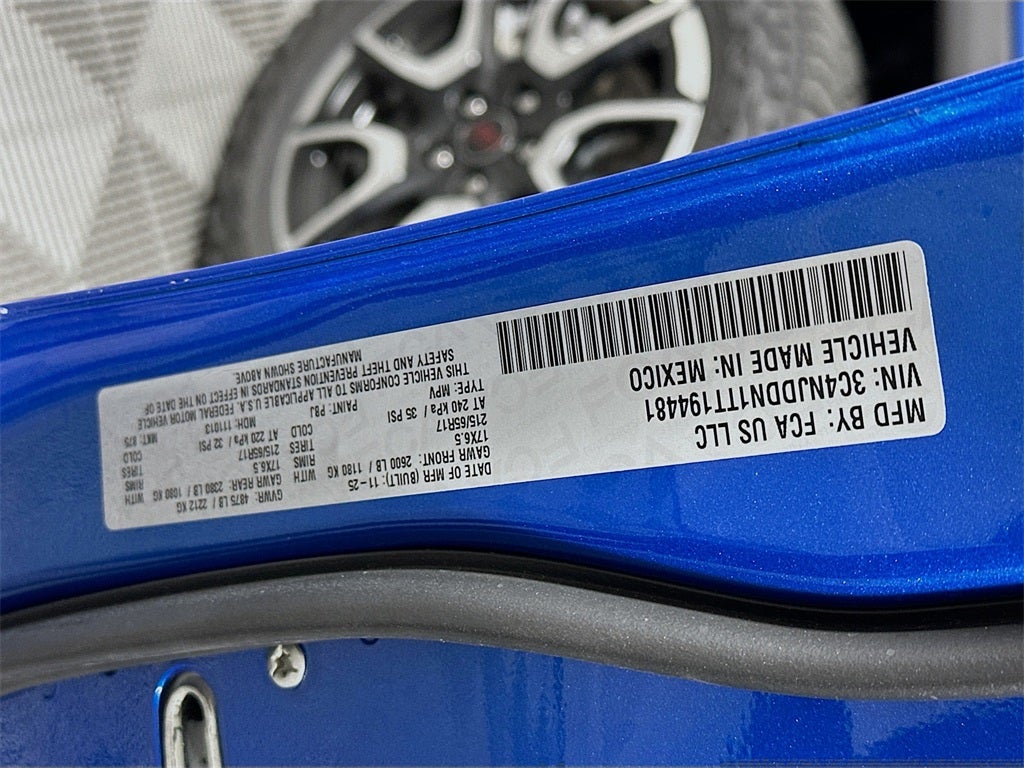 MFD BY: FCA US LLC
VIN: 3C4NJDDN1TT194481
VEHICLE MADE IN: MEXICO
DATE OF MFR (BUILT): 11-25
GVWR: 4875 LB / 2212 KG
GAWR FRONT: 2600 LB / 1180 KG WITH
GAWR REAR: 2380 LB / 1080 KG WITH
17X6.5 RIMS
17X6.5 RIMS
215/65R17 TIRES
215/65R17 TIRES
AT 240 kPa / 35 PSI COLD
AT 220 kPa / 32 PSI COLD
TYPE: MPV PAINT: PBJ MDH: 111013 MKT: 875
THIS VEHICLE CONFORMS TO ALL APPLICABLE U.S.A. FEDERAL MOTOR VEHICLE
SAFETY AND THEFT PREVENTION STANDARDS IN EFFECT ON THE DATE OF
MANUFACTURE SHOWN ABOVE.